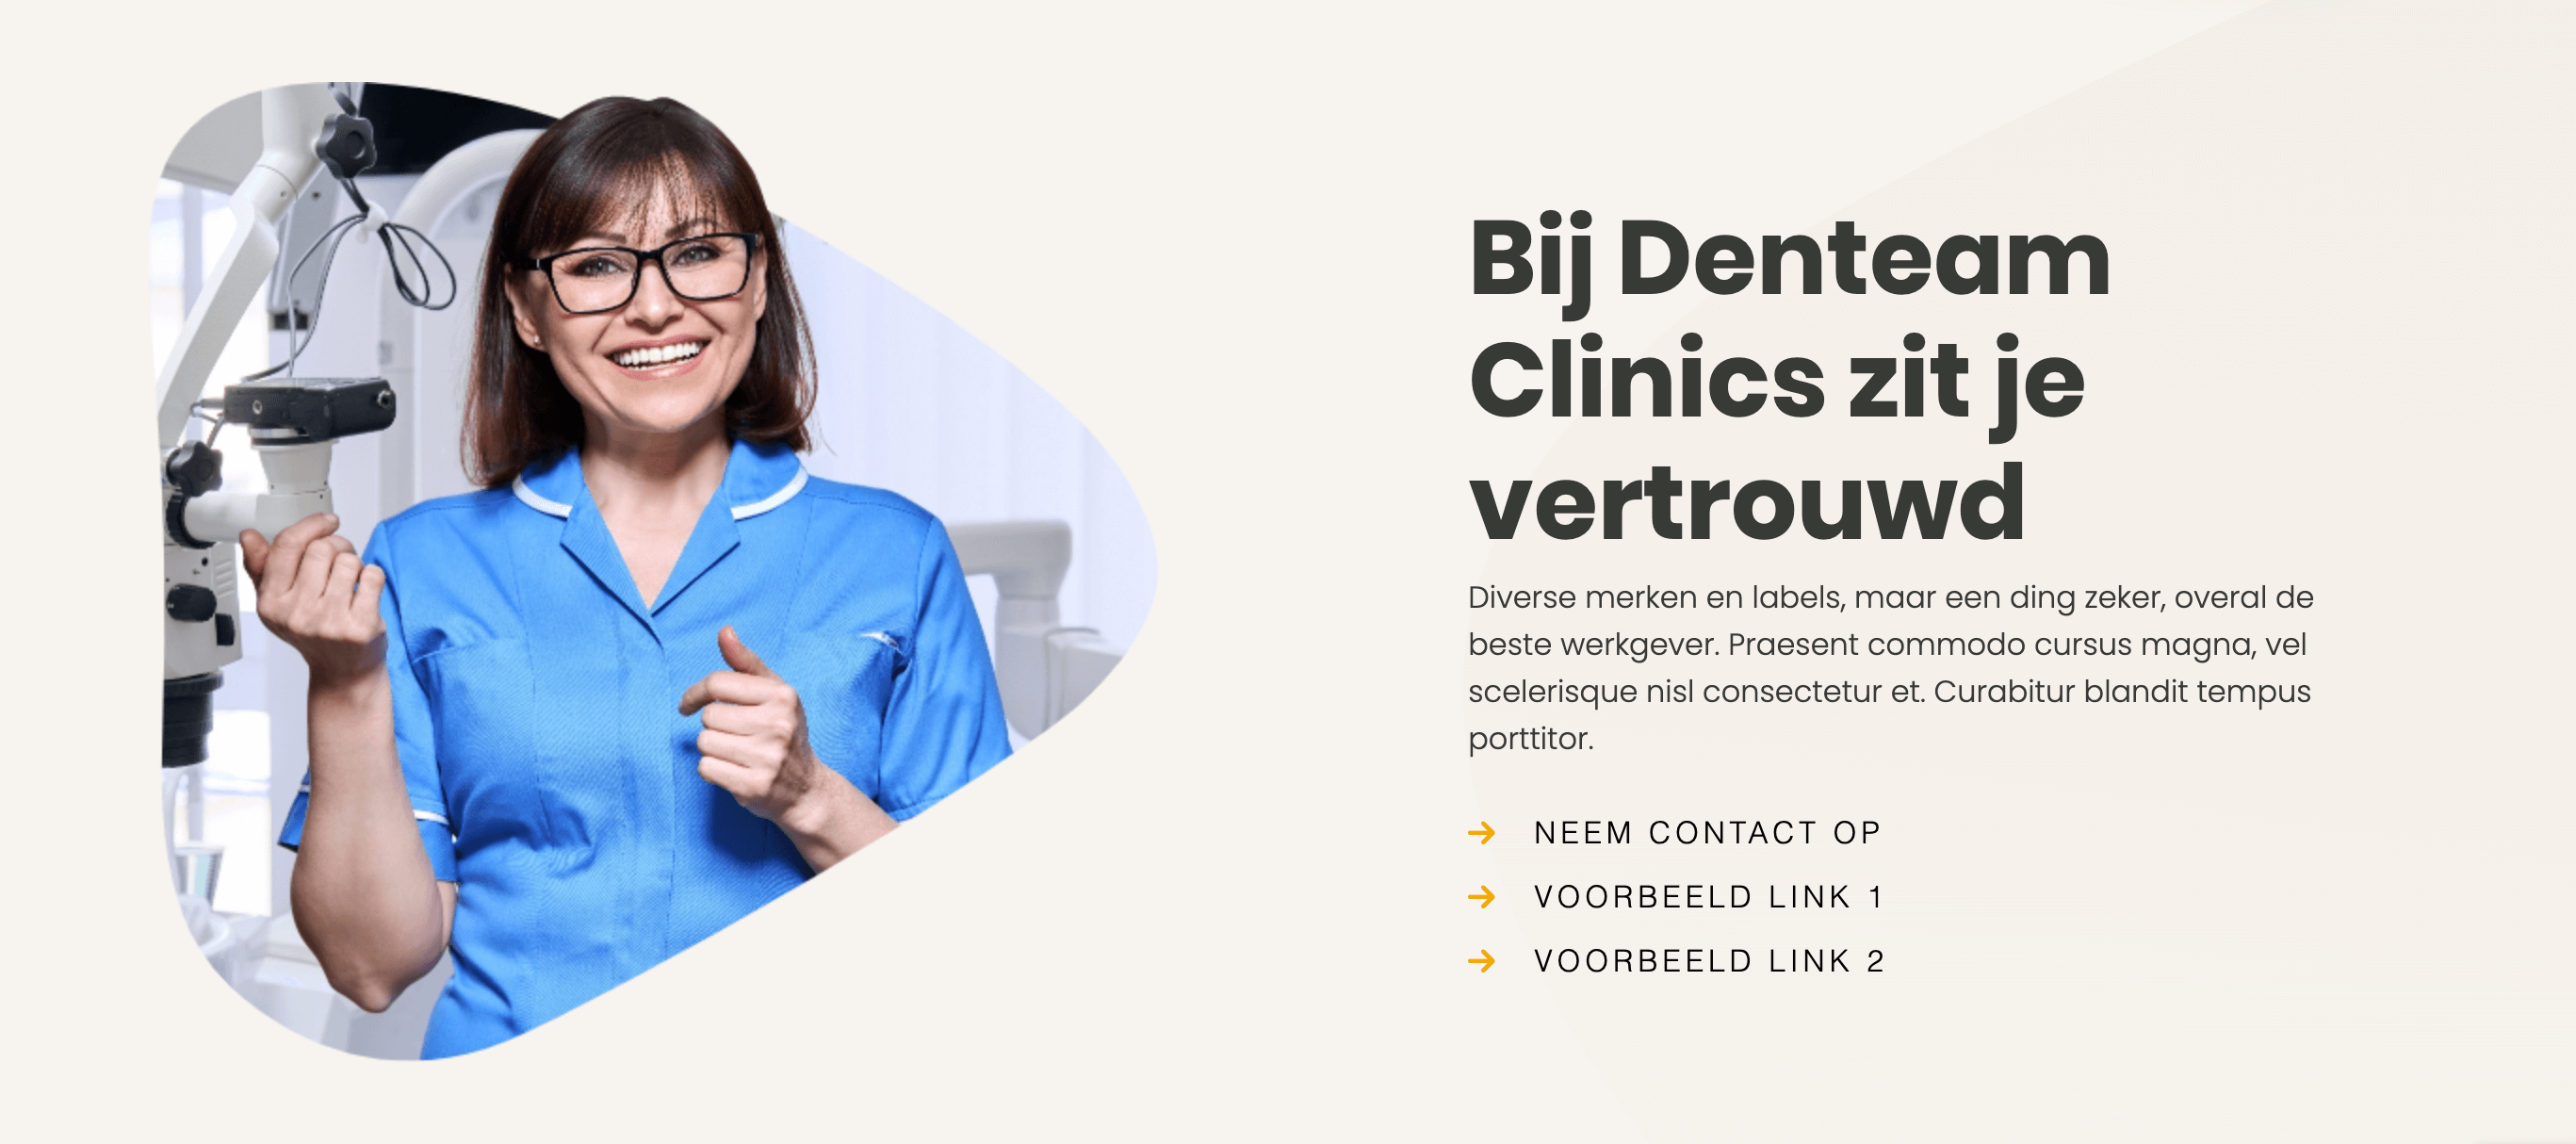 Bij Denteam
Clinics zit je
vertrouwd
Diverse merken en labels, maar een ding zeker, overal de
beste werkgever. Praesent commodo cursus magna, vel
scelerisque nisl consectetur et. Curabitur blandit tempus
porttitor.
NEEM CONTACT OP
VOORBEELD LINK 1
VOORBEELD LINK 2